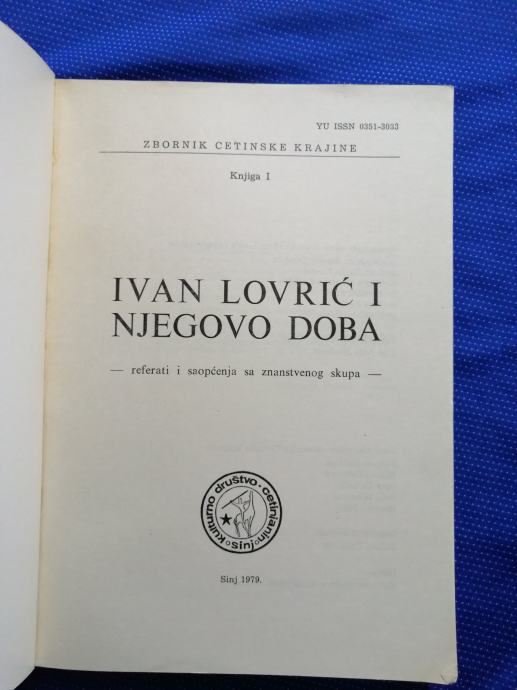 YU ISSN 0351-3033
ZBORNIK CETINSKE KRAJINE
Knjiga I
IVAN LOVRIĆ I
NJEGOVO DOBA
— referati i saopćenja sa znanstvenog skupa —
kulturno društvo · cetinjanin
sinj
Sinj 1979.